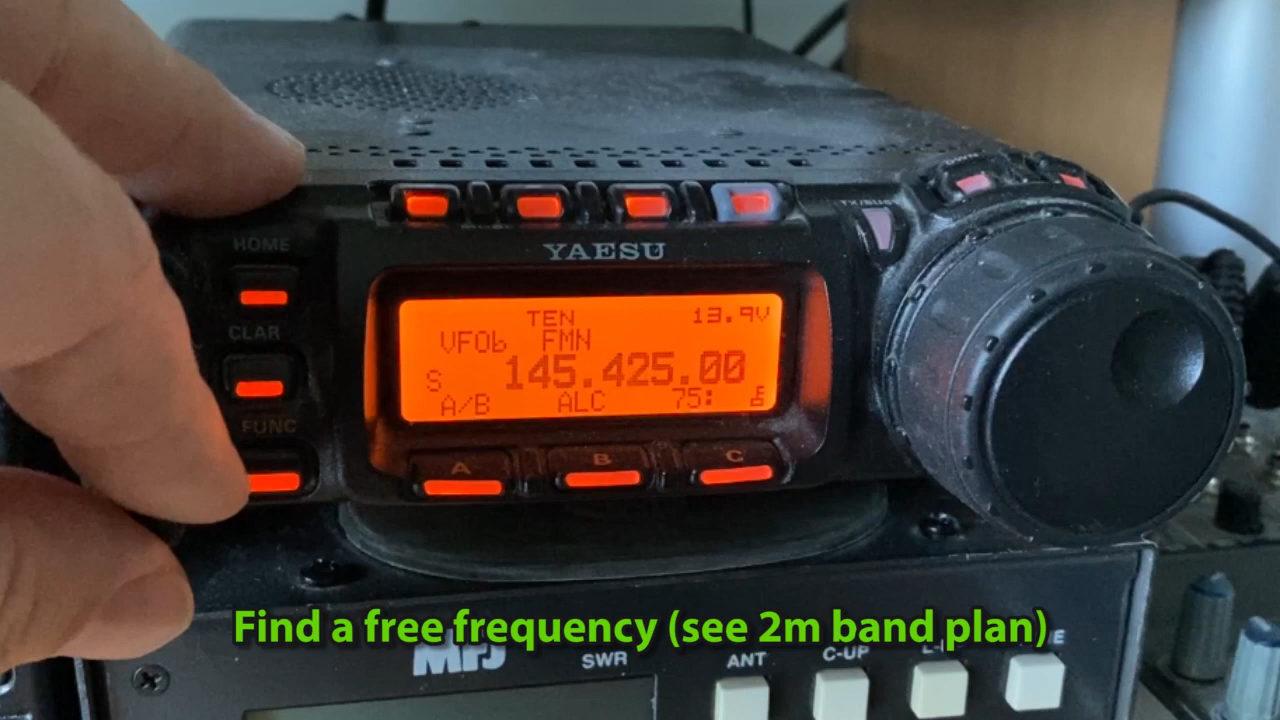 HOME
CLAR
FUNC
YAESU
TEN 13.9V
VFOb FMN
S 145.425.00
A/B ALC 75:
A B C
Find a free frequency (see 2m band plan)
MFJ SWR ANT C-UP